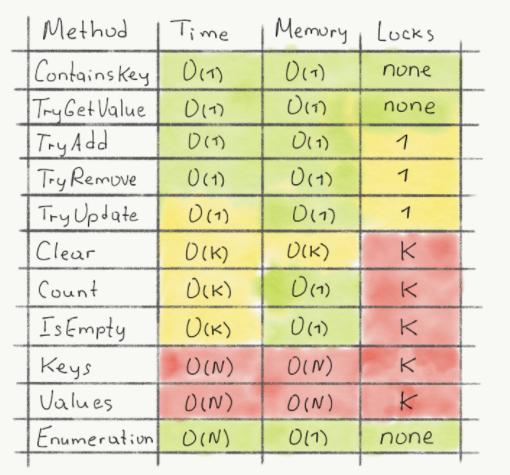 Method Time Memory Locks
ContainsKey O(1) O(1) none
TryGetValue O(1) O(1) none
TryAdd O(1) O(1) 1
TryRemove O(1) O(1) 1
TryUpdate O(1) O(1) 1
Clear O(K) O(K) K
Count O(K) O(1) K
IsEmpty O(K) O(1) K
Keys O(N) O(N) K
Values O(N) O(N) K
Enumeration O(N) O(1) none